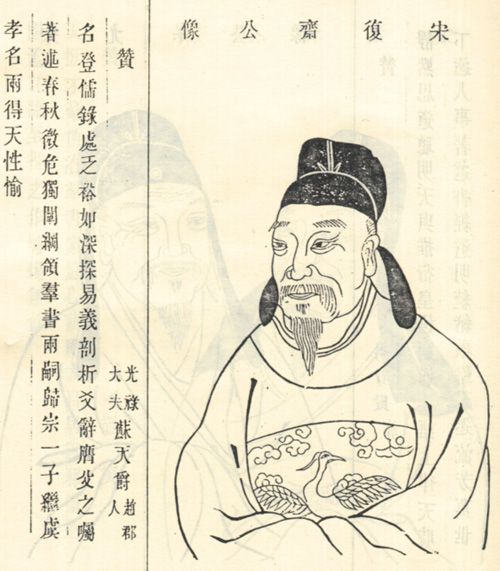 宋復齋公像
贊
光祿大夫蘇天爵趙郡人
名登儒錄處之裕如深探易義剖析爻辭膺父之囑
著述春秋微危獨闡綱領羣書兩嗣歸宗一子繼虞
孝名兩得天性愉